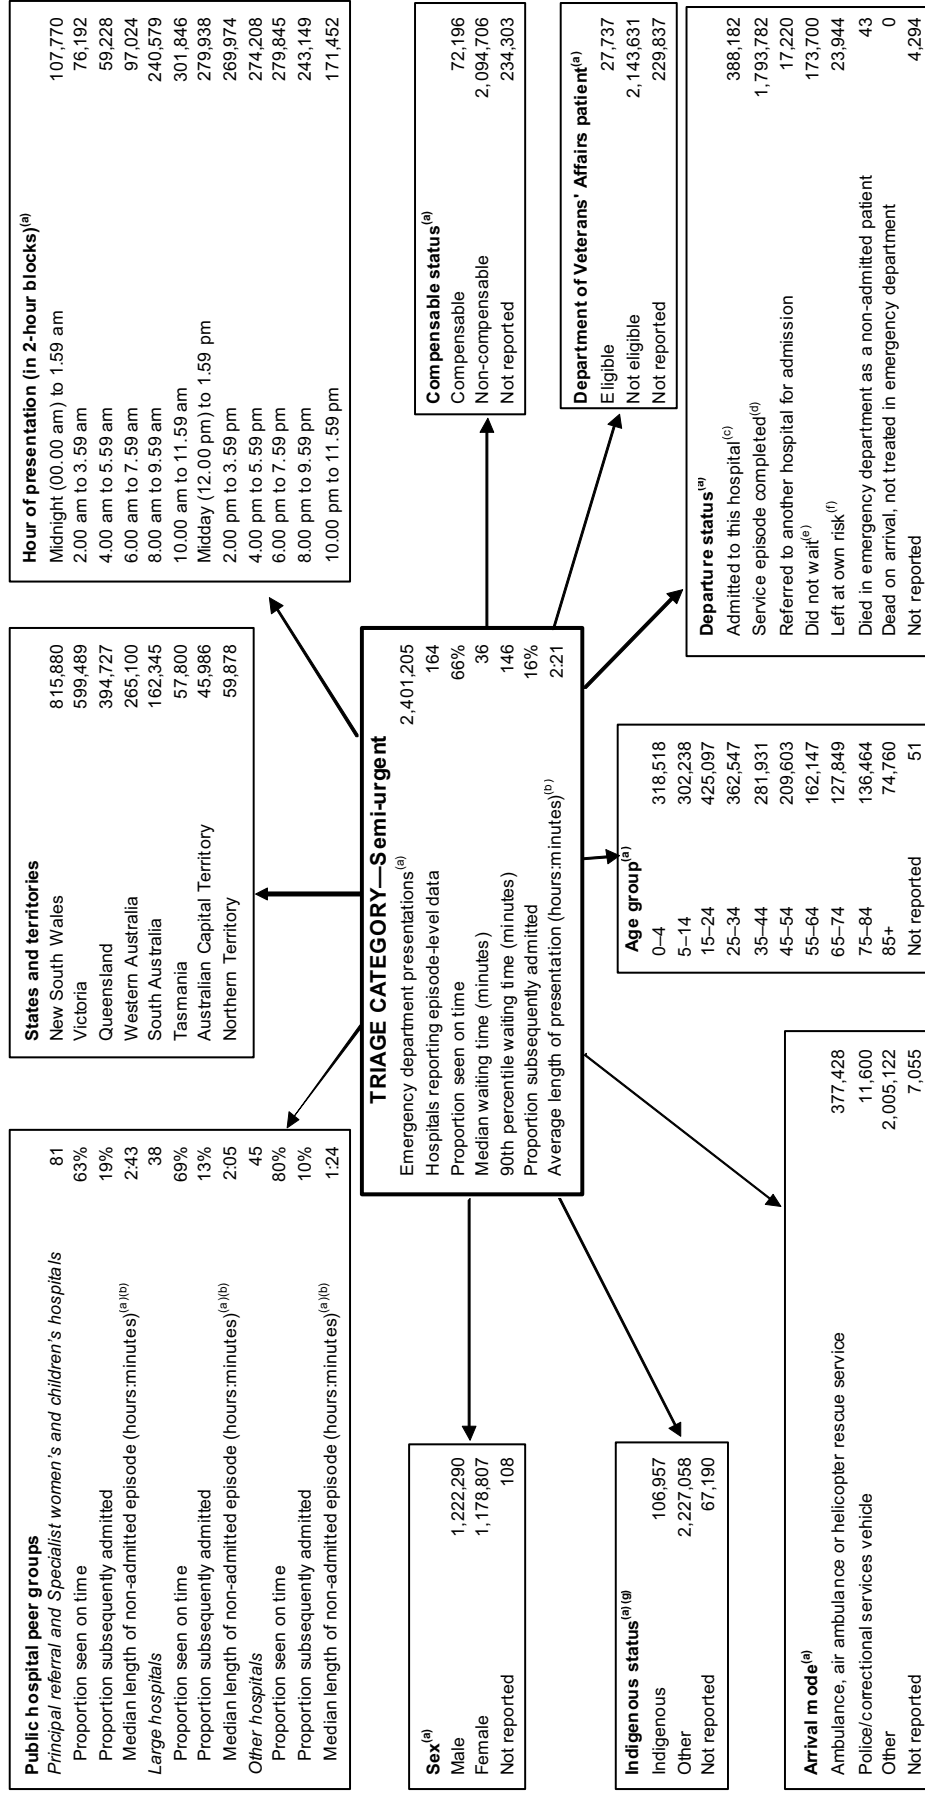 Public hospital peer groups
Principal referral and Specialist women's and children's hospitals 81
Proportion seen on time 63%
Proportion subsequently admitted 19%
Median length of non-admitted episode (hours:minutes)(a)(b) 2:43
Large hospitals 38
Proportion seen on time 69%
Proportion subsequently admitted 13%
Median length of non-admitted episode (hours:minutes)(a)(b) 2:05
Other hospitals 45
Proportion seen on time 80%
Proportion subsequently admitted 10%
Median length of non-admitted episode (hours:minutes)(a)(b) 1:24
States and territories
New South Wales 815,880
Victoria 599,489
Queensland 394,727
Western Australia 265,100
South Australia 162,345
Tasmania 57,800
Australian Capital Territory 45,986
Northern Territory 59,878
Hour of presentation (in 2-hour blocks)(a)
Midnight (00.00 am) to 1.59 am 107,770
2.00 am to 3.59 am 76,192
4.00 am to 5.59 am 59,228
6.00 am to 7.59 am 97,024
8.00 am to 9.59 am 240,579
10.00 am to 11.59 am 301,846
Midday (12.00 pm) to 1.59 pm 279,938
2.00 pm to 3.59 pm 269,974
4.00 pm to 5.59 pm 274,208
6.00 pm to 7.59 pm 279,845
8.00 pm to 9.59 pm 243,149
10.00 pm to 11.59 pm 171,452
Sex(a)
Male 1,222,290
Female 1,178,807
Not reported 108
TRIAGE CATEGORY—Semi-urgent
Emergency department presentations(a) 2,401,205
Hospitals reporting episode-level data 164
Proportion seen on time 66%
Median waiting time (minutes) 36
90th percentile waiting time (minutes) 146
Proportion subsequently admitted 16%
Average length of presentation (hours:minutes)(b) 2:21
Compensable status(a)
Compensable 72,196
Non-compensable 2,094,706
Not reported 234,303
Department of Veterans' Affairs patient(a)
Eligible 27,737
Not eligible 2,143,631
Not reported 229,837
Indigenous status(a)(g)
Indigenous 106,957
Other 2,227,058
Not reported 67,190
Arrival mode(a)
Ambulance, air ambulance or helicopter rescue service 377,428
Police/correctional services vehicle 11,600
Other 2,005,122
Not reported 7,055
Age group(a)
0–4 318,518
5–14 302,238
15–24 425,097
25–34 362,547
35–44 281,931
45–54 209,603
55–64 162,147
65–74 127,849
75–84 136,464
85+ 74,760
Not reported 51
Departure status(a)
Admitted to this hospital(c) 388,182
Service episode completed(d) 1,793,782
Referred to another hospital for admission 17,220
Did not wait(e) 173,700
Left at own risk(f) 23,944
Died in emergency department as a non-admitted patient 43
Dead on arrival, not treated in emergency department 0
Not reported 4,294